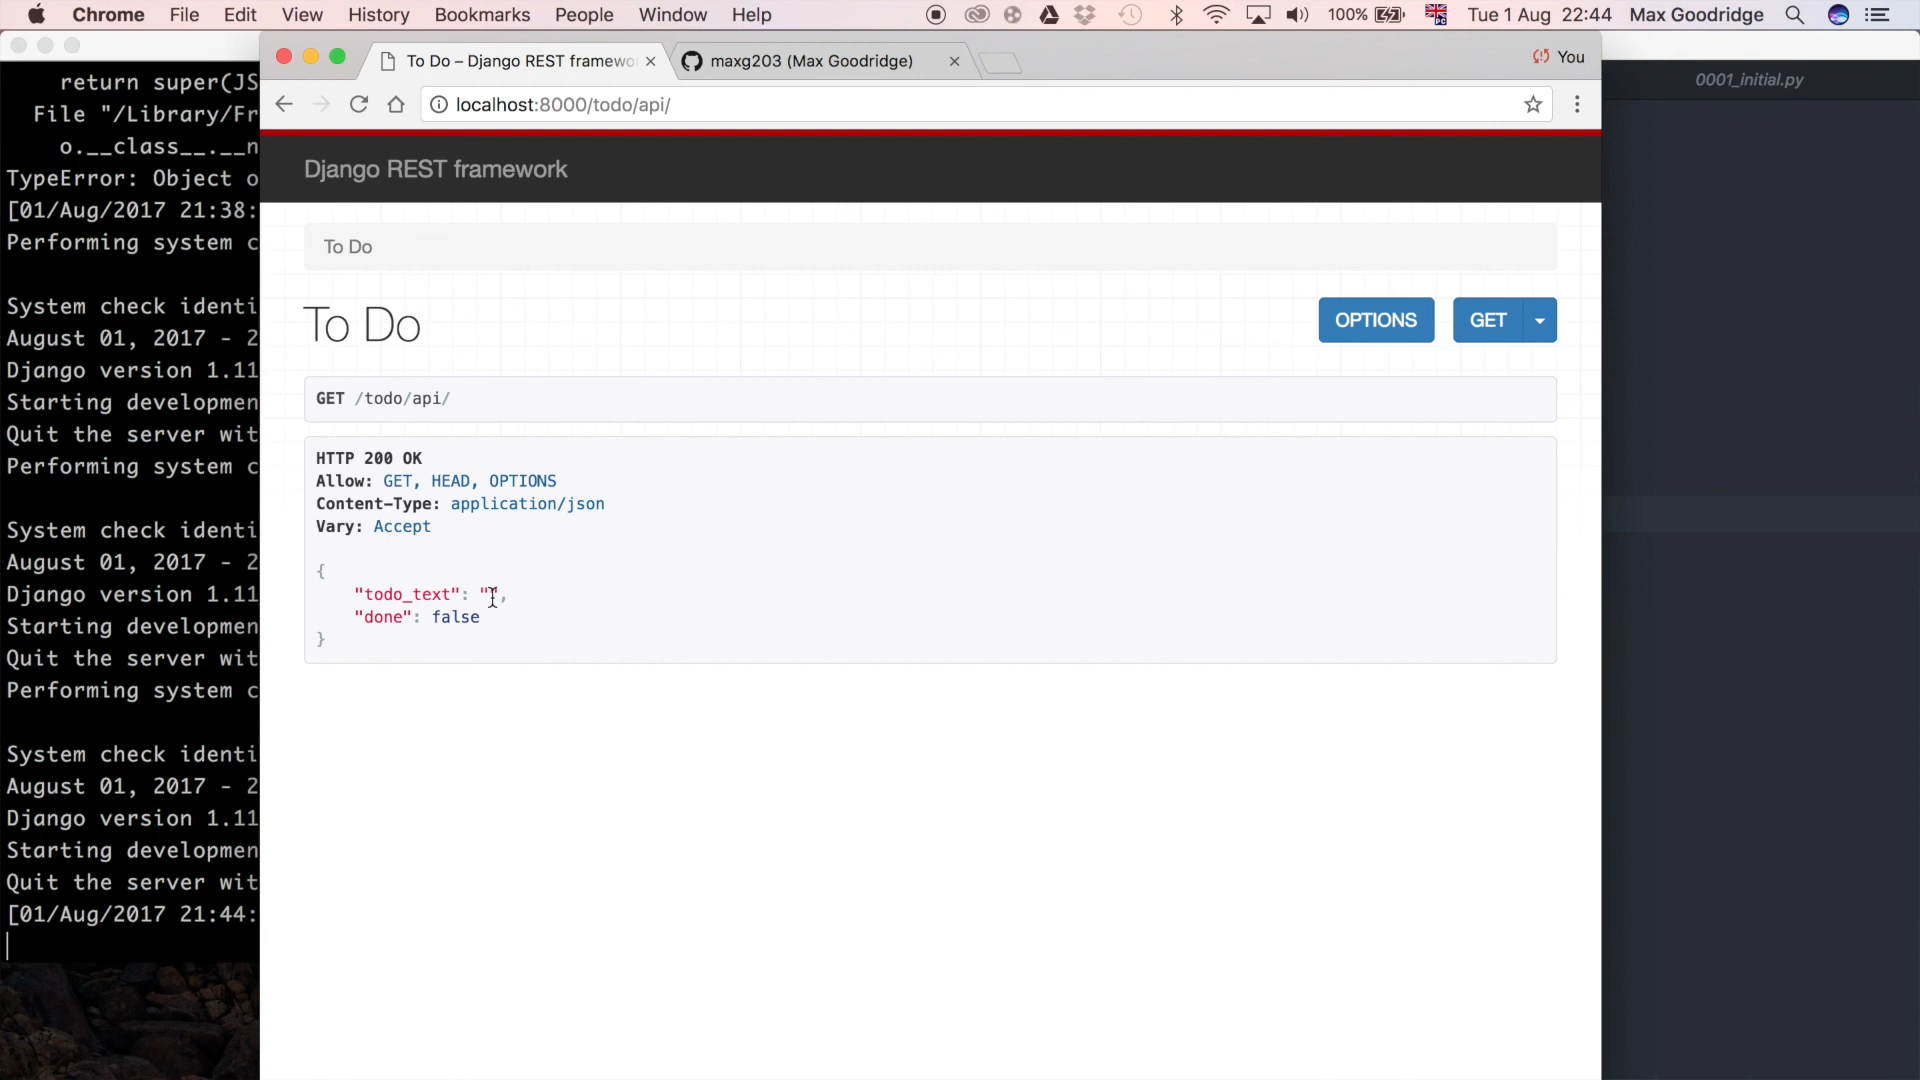 Chrome File Edit View History Bookmarks People Window Help 100% Tue 1 Aug 22:44 Max Goodridge
To Do – Django REST framewo
maxg203 (Max Goodridge)
You
localhost:8000/todo/api/
0001_initial.py
return super(JS
File "/Library/Fr
o.__class__.__n
TypeError: Object o
[01/Aug/2017 21:38:
Performing system c
System check identi
August 01, 2017 - 2
Django version 1.11
Starting developmen
Quit the server wit
Performing system c
System check identi
August 01, 2017 - 2
Django version 1.11
Starting developmen
Quit the server wit
Performing system c
System check identi
August 01, 2017 - 2
Django version 1.11
Starting developmen
Quit the server wit
[01/Aug/2017 21:44:
Django REST framework
To Do
To Do
OPTIONS
GET
GET /todo/api/
HTTP 200 OK
Allow: GET, HEAD, OPTIONS
Content-Type: application/json
Vary: Accept
{
"todo_text": "",
"done": false
}